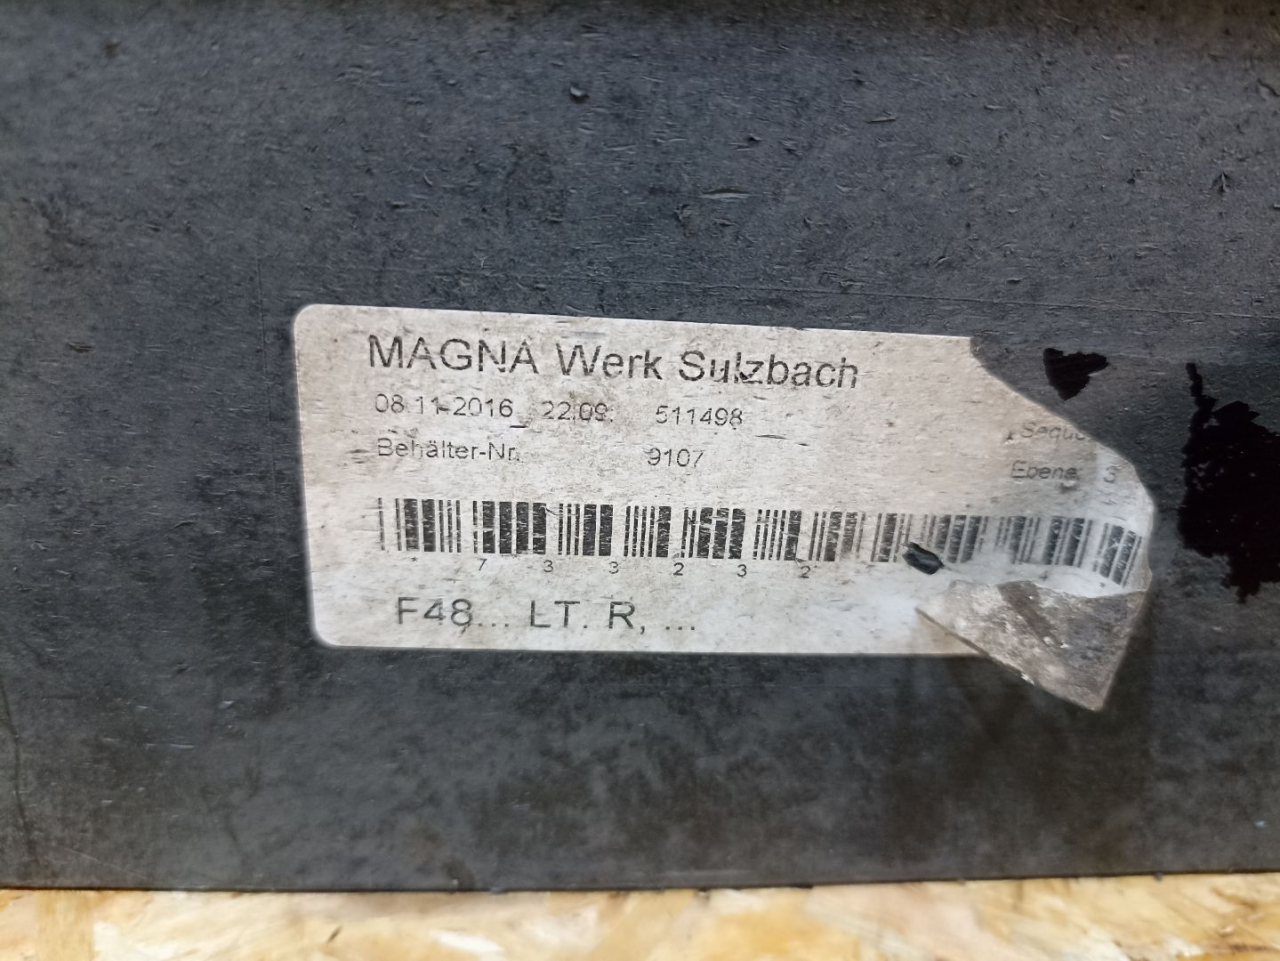 MAGNA Werk Sulzbach
08.11-2016_ 22:09: 511498
Behälter-Nr. 9107
Ebene: 3
7 3 3 2 3 2
F48... LT. R, ...